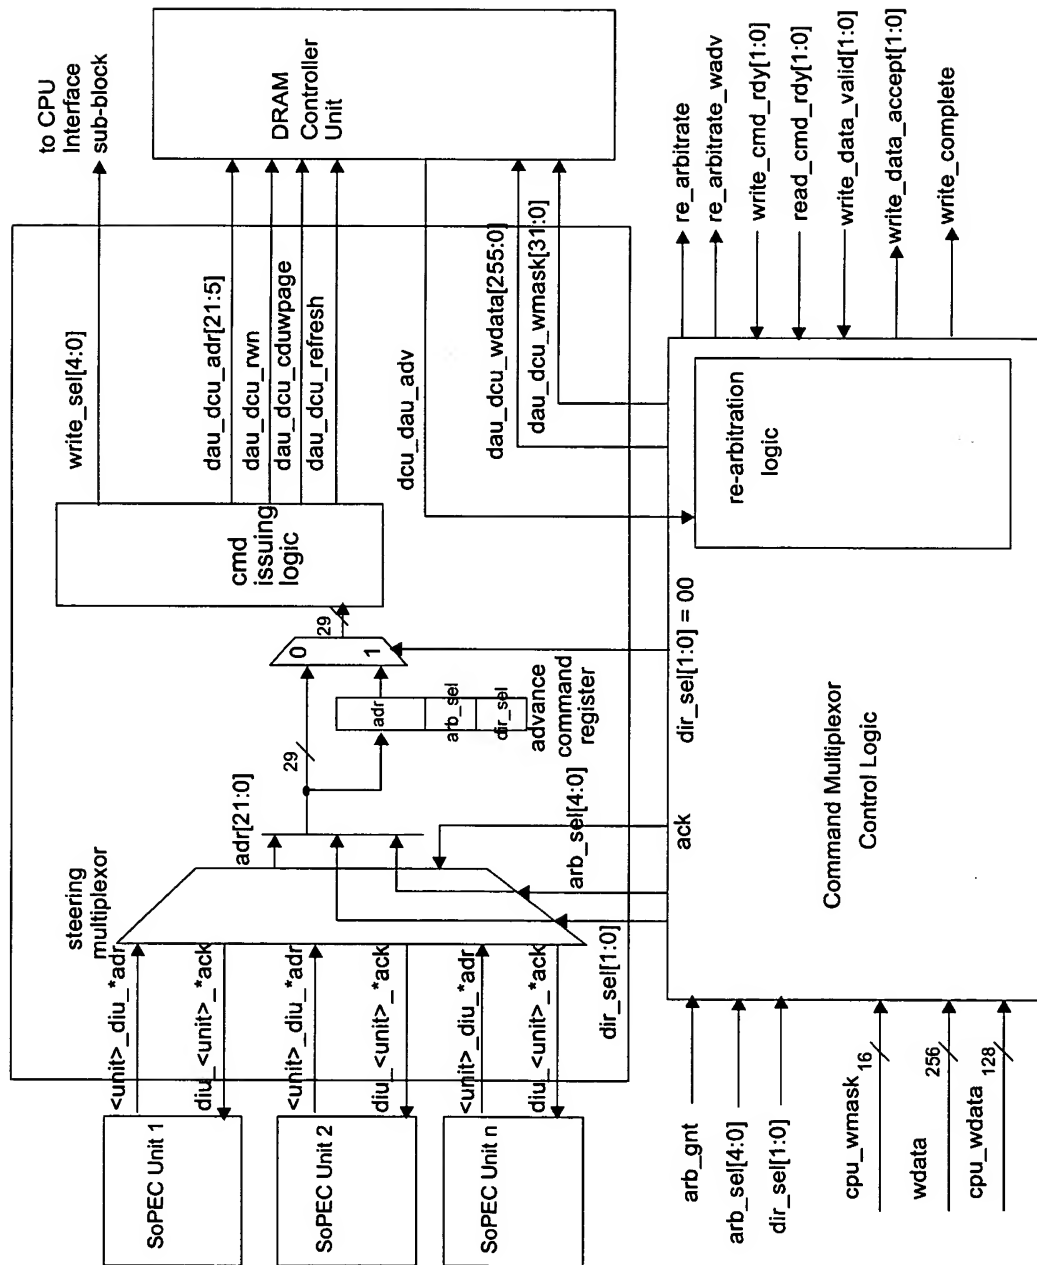 SoPEC Unit 1
SoPEC Unit 2
SoPEC Unit n
<unit>_diu_*adr
diu_<unit>_*ack
<unit>_diu_*adr
diu_<unit>_*ack
<unit>_diu_*adr
diu_<unit>_*ack
dir_sel[1:0]
steering
multiplexor
adr[21:0]
arb_sel[4:0]
ack
29
adr
arb_sel
dir_sel
advance
command
register
0
1
29
dir_sel[1:0] = 00
cmd
issuing
logic
write_sel[4:0]
to CPU
Interface
sub-block
dau_dcu_adr[21:5]
dau_dcu_rwn
dau_dcu_cduwpage
dau_dcu_refresh
dcu_dau_adv
dau_dcu_wdata[255:0]
dau_dcu_wmask[31:0]
DRAM
Controller
Unit
arb_gnt
arb_sel[4:0]
dir_sel[1:0]
cpu_wmask
16
wdata
256
cpu_wdata
128
Command Multiplexor
Control Logic
re-arbitration
logic
re_arbitrate
re_arbitrate_wadv
write_cmd_rdy[1:0]
read_cmd_rdy[1:0]
write_data_valid[1:0]
write_data_accept[1:0]
write_complete